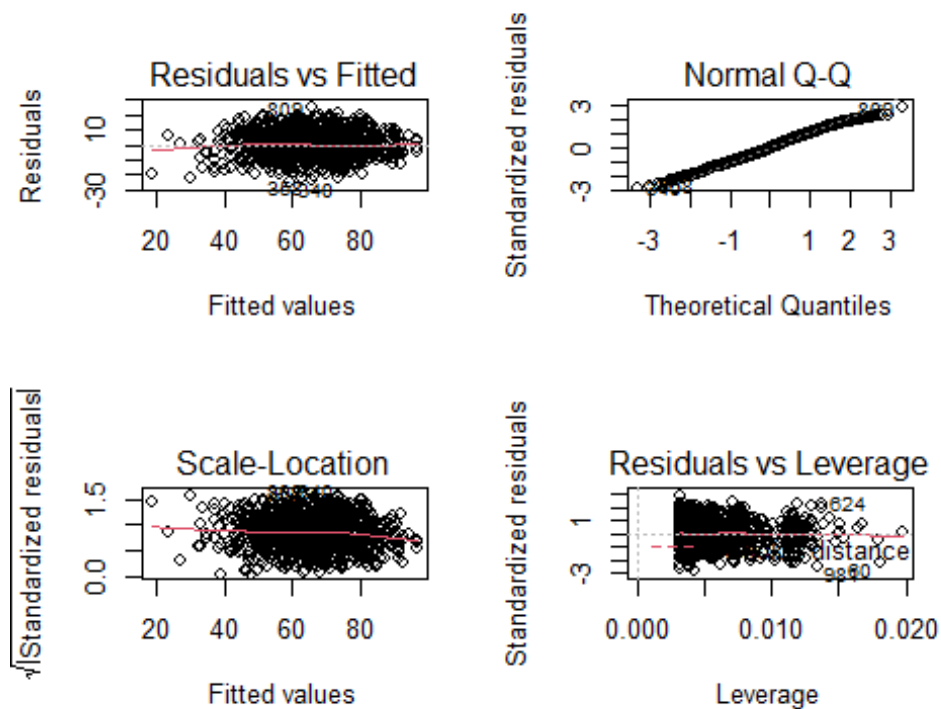 Residuals vs Fitted
Residuals
10
-30
20 40 60 80
Fitted values
Normal Q-Q
Standardized residuals
3
0
-3
-3 -1 1 2 3
Theoretical Quantiles
Scale-Location
√|Standardized residuals|
1.5
0.0
20 40 60 80
Fitted values
Residuals vs Leverage
Standardized residuals
1
-3
624
distance
0.000 0.010 0.020
Leverage